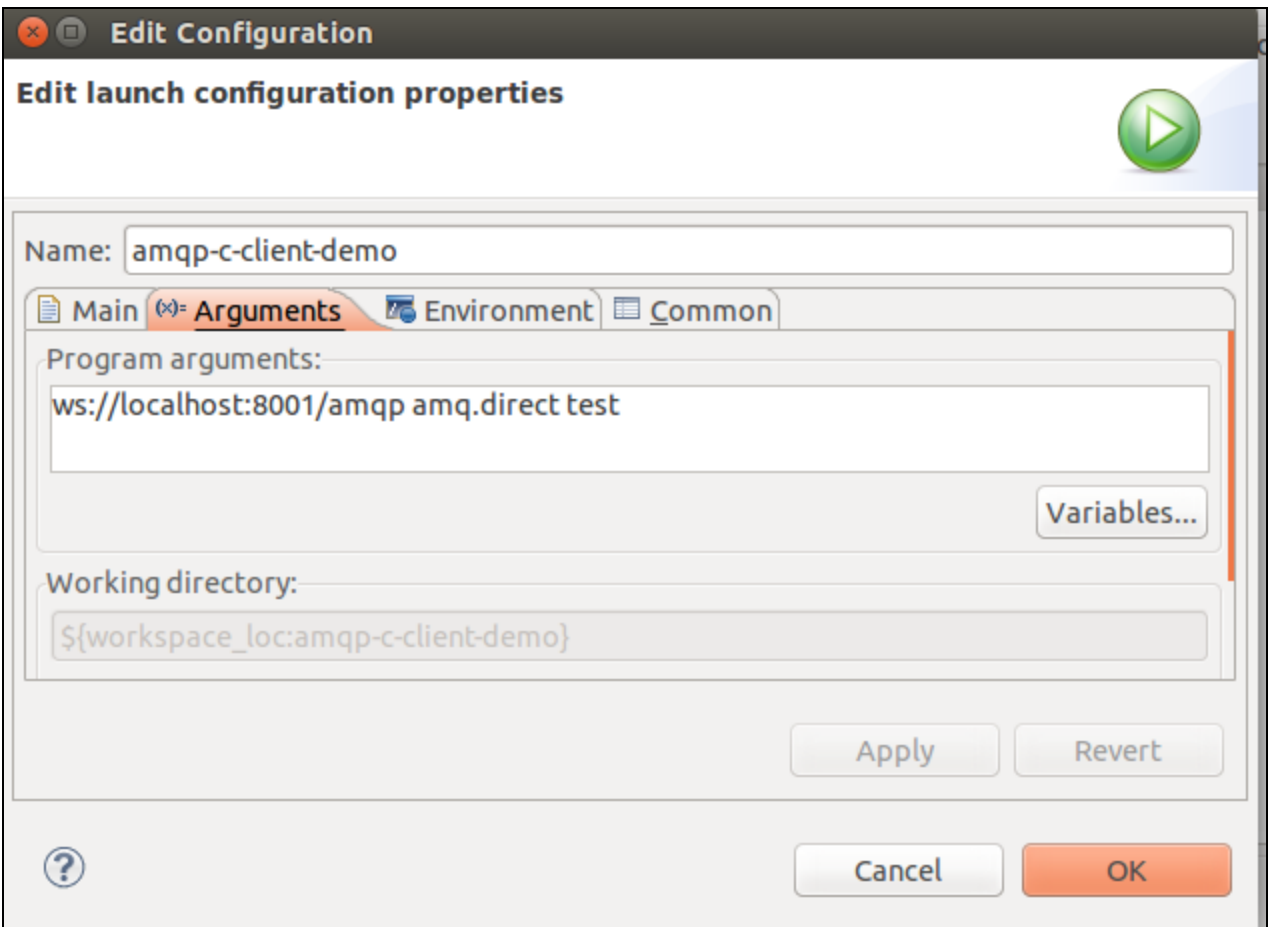 Edit Configuration
Edit launch configuration properties
Name: amqp-c-client-demo
Main (x)= Arguments Environment Common
Program arguments:
ws://localhost:8001/amqp amq.direct test
Variables...
Working directory:
${workspace_loc:amqp-c-client-demo}
Apply Revert
? Cancel OK